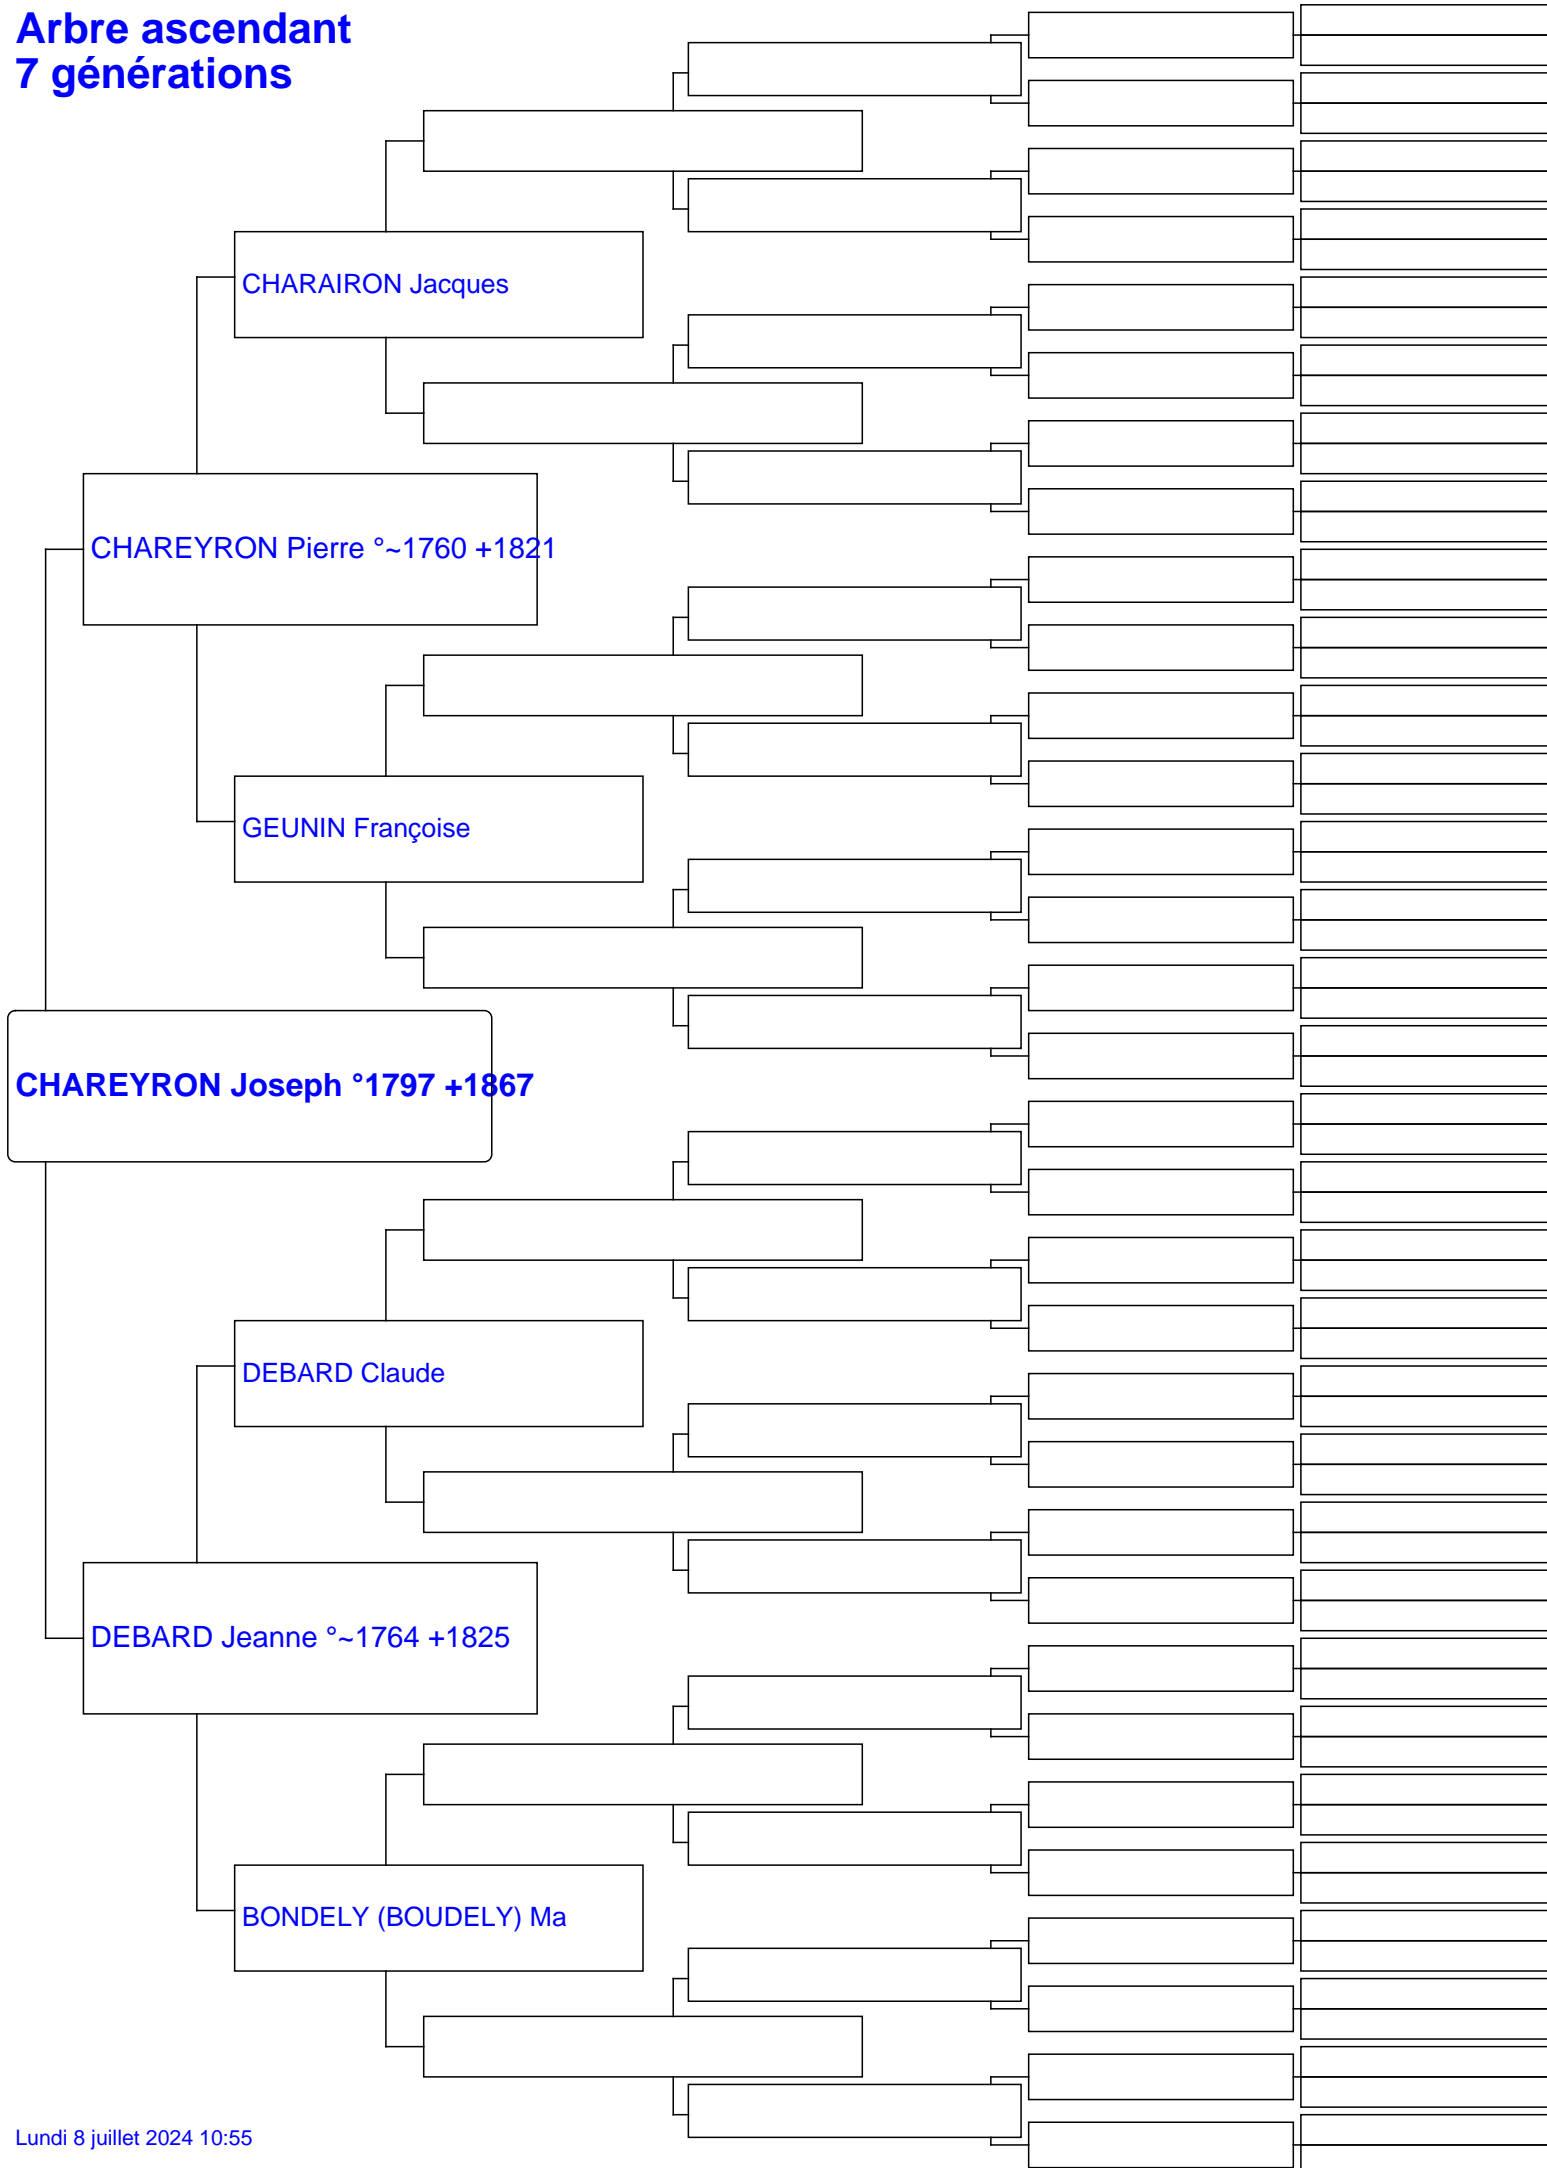 Arbre ascendant
7 générations
CHARAIRON Jacques
CHAREYRON Pierre °~1760 +1821
GEUNIN Françoise
CHAREYRON Joseph °1797 +1867
DEBARD Claude
DEBARD Jeanne °~1764 +1825
BONDELY (BOUDELY) Ma
Lundi 8 juillet 2024 10:55